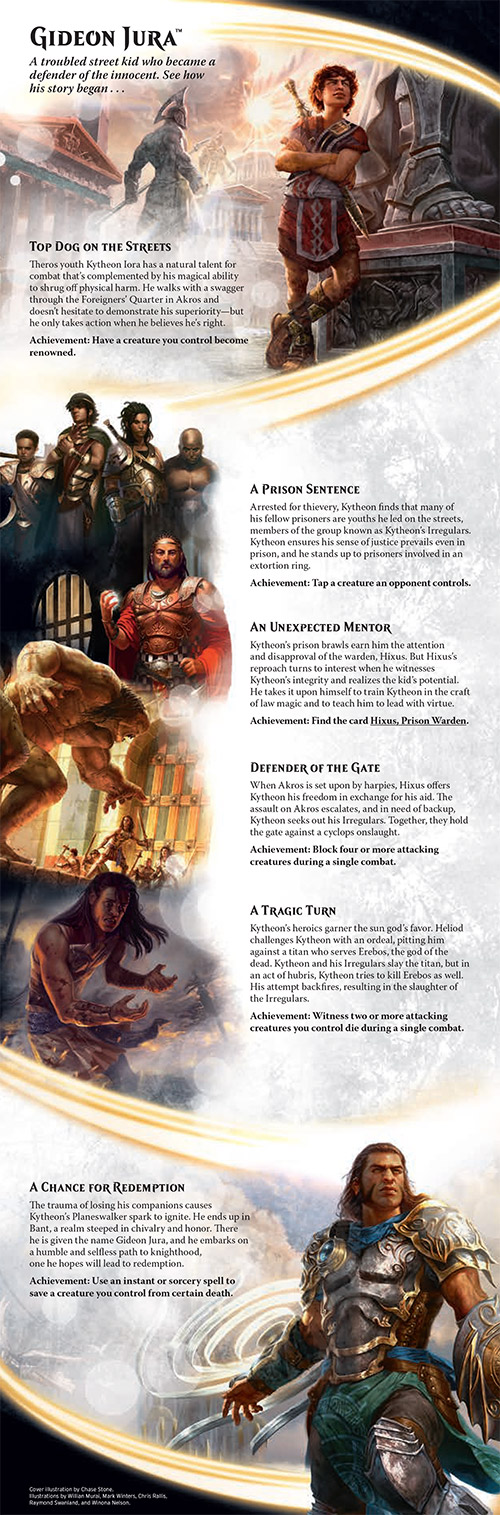 GIDEON JURA™
A troubled street kid who became a
defender of the innocent. See how
his story began . . .
TOP DOG ON THE STREETS
Theros youth Kytheon Iora has a natural talent for
combat that's complemented by his magical ability
to shrug off physical harm. He walks with a swagger
through the Foreigners' Quarter in Akros and
doesn't hesitate to demonstrate his superiority—but
he only takes action when he believes he's right.
Achievement: Have a creature you control become
renowned.
A PRISON SENTENCE
Arrested for thievery, Kytheon finds that many of
his fellow prisoners are youths he led on the streets,
members of the group known as Kytheon's Irregulars.
Kytheon ensures his sense of justice prevails even in
prison, and he stands up to prisoners involved in an
extortion ring.
Achievement: Tap a creature an opponent controls.
AN UNEXPECTED MENTOR
Kytheon's prison brawls earn him the attention
and disapproval of the warden, Hixus. But Hixus's
reproach turns to interest when he witnesses
Kytheon's integrity and realizes the kid's potential.
He takes it upon himself to train Kytheon in the craft
of law magic and to teach him to lead with virtue.
Achievement: Find the card Hixus, Prison Warden.
DEFENDER OF THE GATE
When Akros is set upon by harpies, Hixus offers
Kytheon his freedom in exchange for his aid. The
assault on Akros escalates, and in need of backup,
Kytheon seeks out his Irregulars. Together, they hold
the gate against a cyclops onslaught.
Achievement: Block four or more attacking
creatures during a single combat.
A TRAGIC TURN
Kytheon's heroics garner the sun god's favor. Heliod
challenges Kytheon with an ordeal, pitting him
against a titan who serves Erebos, the god of the
dead. Kytheon and his Irregulars slay the titan, but in
an act of hubris, Kytheon tries to kill Erebos as well.
His attempt backfires, resulting in the slaughter of
the Irregulars.
Achievement: Witness two or more attacking
creatures you control die during a single combat.
A CHANCE FOR REDEMPTION
The trauma of losing his companions causes
Kytheon's Planeswalker spark to ignite. He ends up in
Bant, a realm steeped in chivalry and honor. There
he is given the name Gideon Jura, and he embarks on
a humble and selfless path to knighthood,
one he hopes will lead to redemption.
Achievement: Use an instant or sorcery spell to
save a creature you control from certain death.
Cover illustration by Chase Stone.
Illustrations by Willian Murai, Mark Winters, Chris Rallis,
Raymond Swanland, and Winona Nelson.